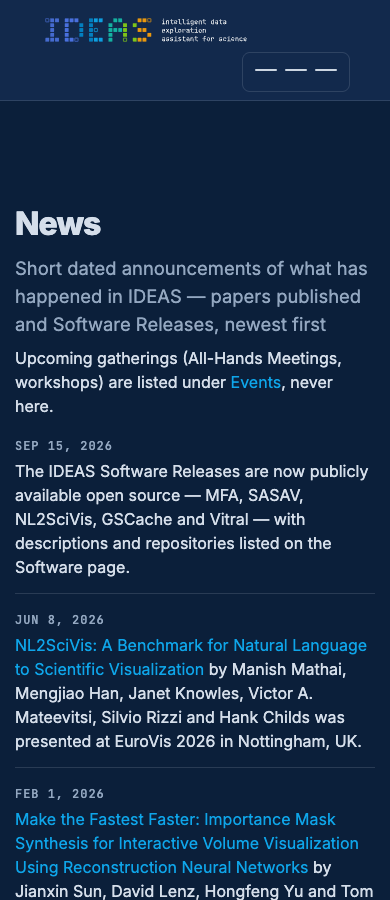 IDEAS
intelligent data
exploration
assistant for science
News
Short dated announcements of what has
happened in IDEAS — papers published
and Software Releases, newest first
Upcoming gatherings (All-Hands Meetings,
workshops) are listed under Events, never
here.
SEP 15, 2026
The IDEAS Software Releases are now publicly
available open source — MFA, SASAV,
NL2SciVis, GSCache and Vitral — with
descriptions and repositories listed on the
Software page.
JUN 8, 2026
NL2SciVis: A Benchmark for Natural Language
to Scientific Visualization by Manish Mathai,
Mengjiao Han, Janet Knowles, Victor A.
Mateevitsi, Silvio Rizzi and Hank Childs was
presented at EuroVis 2026 in Nottingham, UK.
FEB 1, 2026
Make the Fastest Faster: Importance Mask
Synthesis for Interactive Volume Visualization
Using Reconstruction Neural Networks by
Jianxin Sun, David Lenz, Hongfeng Yu and Tom